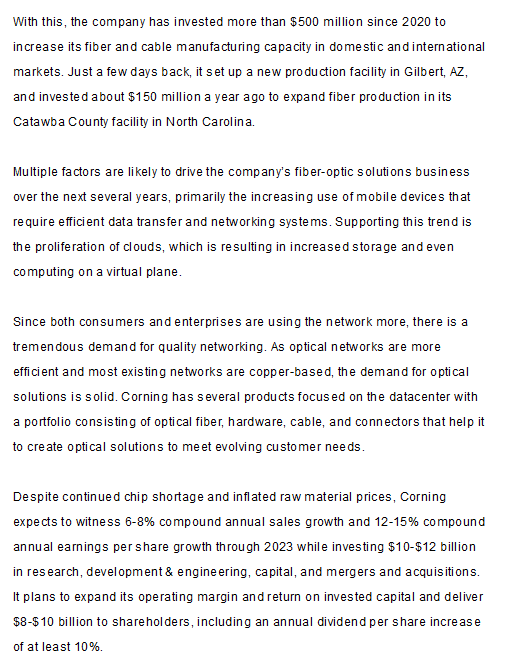 With this, the company has invested more than $500 million since 2020 to
increase its fiber and cable manufacturing capacity in domestic and international
markets. Just a few days back, it set up a new production facility in Gilbert, AZ,
and invested about $150 million a year ago to expand fiber production in its
Catawba County facility in North Carolina.
Multiple factors are likely to drive the company's fiber-optic solutions business
over the next several years, primarily the increasing use of mobile devices that
require efficient data transfer and networking systems. Supporting this trend is
the proliferation of clouds, which is resulting in increased storage and even
computing on a virtual plane.
Since both consumers and enterprises are using the network more, there is a
tremendous demand for quality networking. As optical networks are more
efficient and most existing networks are copper-based, the demand for optical
solutions is solid. Corning has several products focused on the datacenter with
a portfolio consisting of optical fiber, hardware, cable, and connectors that help it
to create optical solutions to meet evolving customer needs.
Despite continued chip shortage and inflated raw material prices, Corning
expects to witness 6-8% compound annual sales growth and 12-15% compound
annual earnings per share growth through 2023 while investing $10-$12 billion
in research, development & engineering, capital, and mergers and acquisitions.
It plans to expand its operating margin and return on invested capital and deliver
$8-$10 billion to shareholders, including an annual dividend per share increase
of at least 10%.